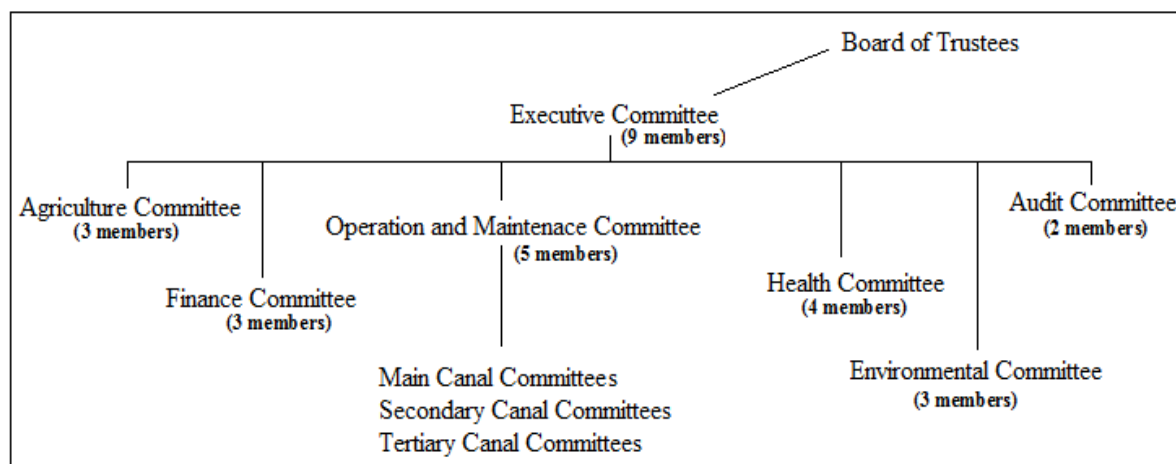 Board of Trustees
Executive Committee
(9 members)
Agriculture Committee
(3 members)
Finance Committee
(3 members)
Operation and Maintenace Committee
(5 members)
Main Canal Committees
Secondary Canal Committees
Tertiary Canal Committees
Health Committee
(4 members)
Environmental Committee
(3 members)
Audit Committee
(2 members)